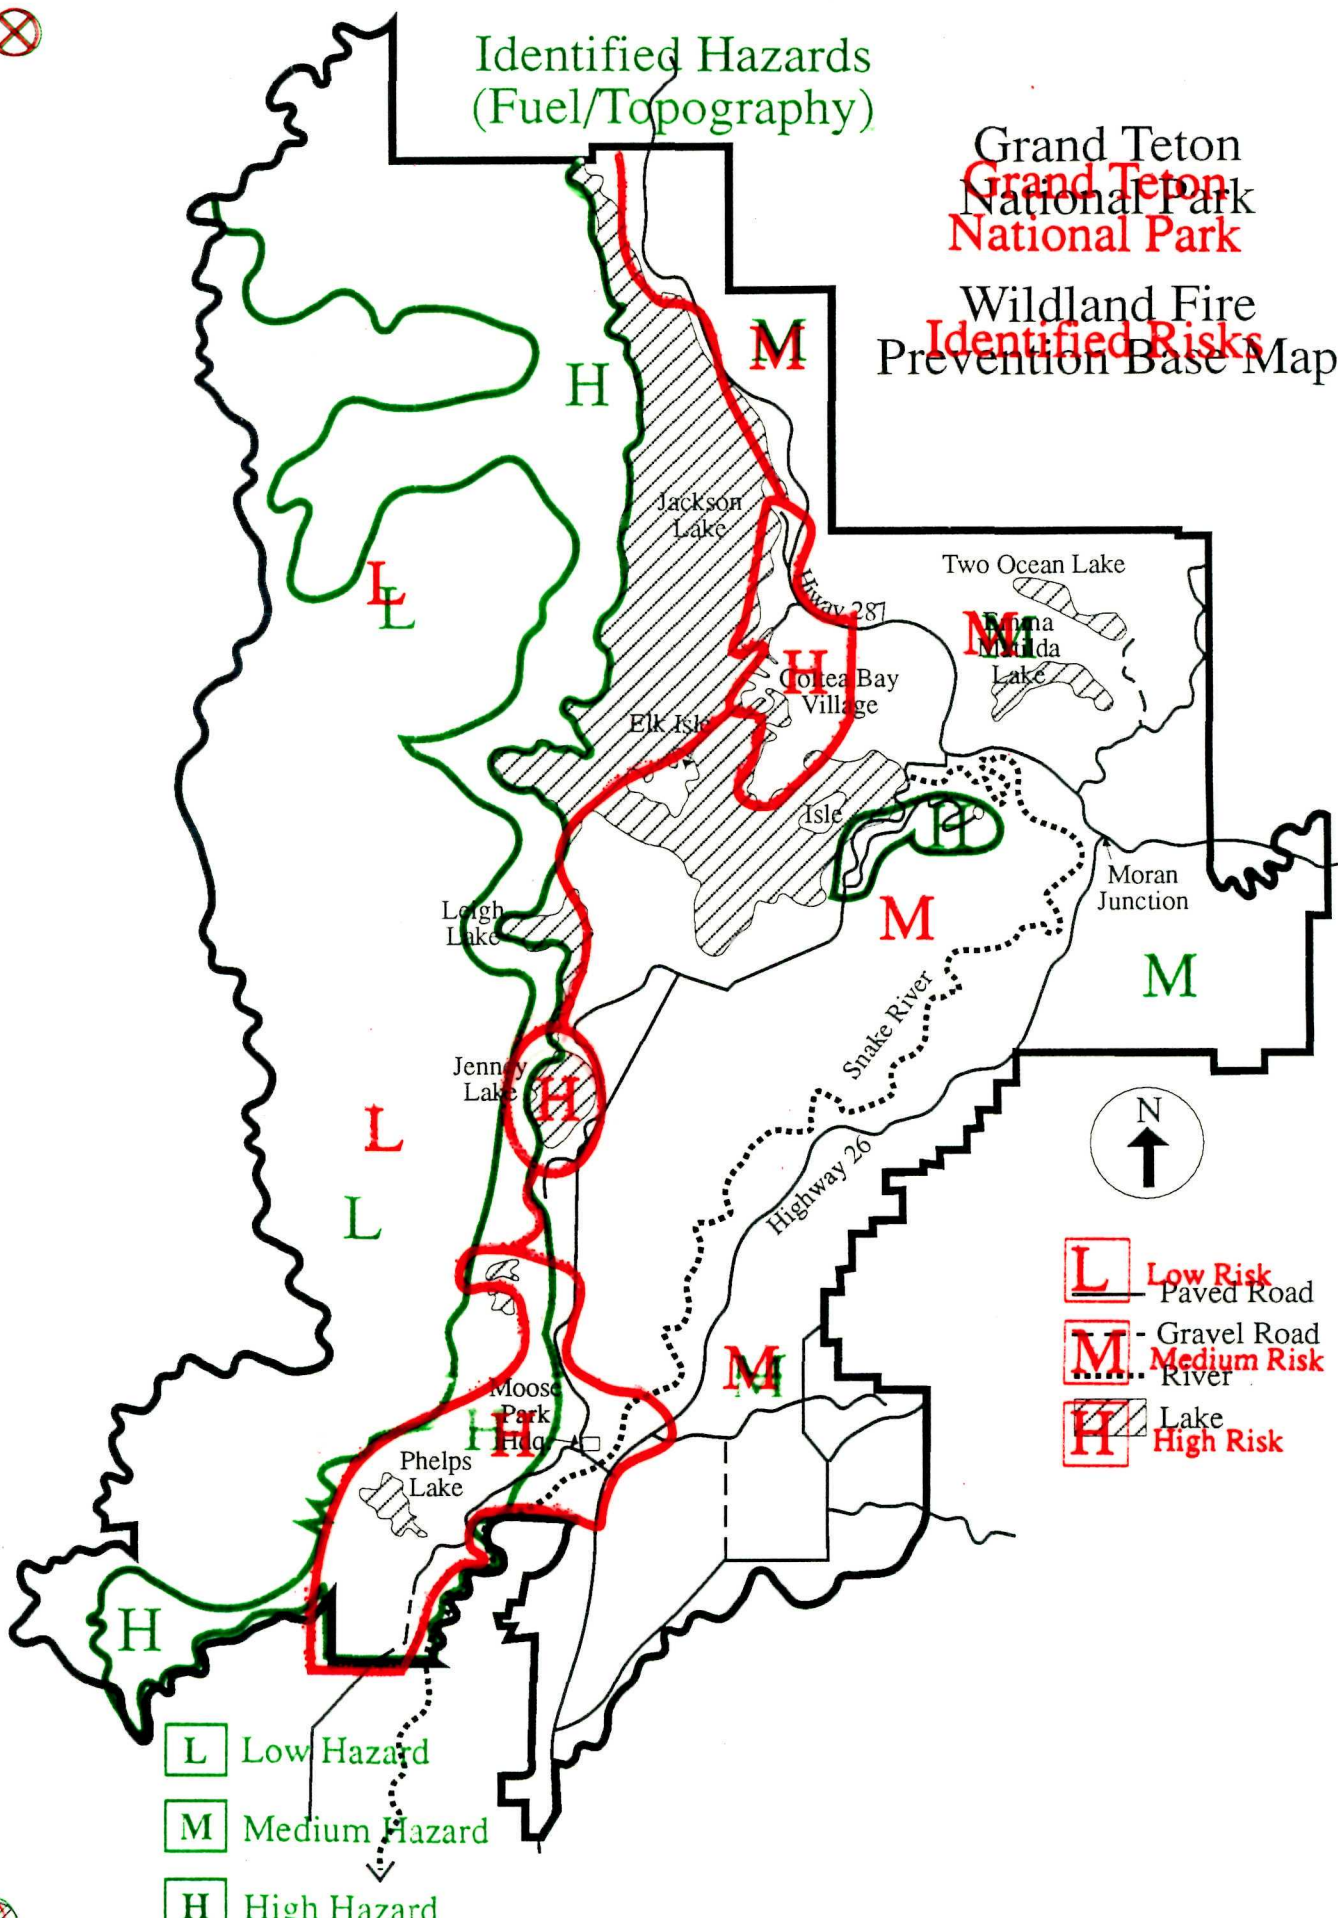 Identified Hazards
(Fuel/Topography)
Grand Teton
National Park
Grand Teton
National Park
Wildland Fire
Prevention Base Map
Identified Risks
M
M
H
Jackson
Lake
Two Ocean Lake
L
L
Hiway 287
M
M
Emma
Matilda
Lake
H
Colter Bay
Village
Elk Isle
Isle
H
Moran
Junction
Leigh
Lake
M
M
Snake River
Jenny
Lake
H
N
L
Highway 26
L
L Low Risk
Paved Road
Gravel Road
M Medium Risk
River
Lake
H High Risk
M
M
Moose
Park
Hdq.
H
H
Phelps
Lake
H
L Low Hazard
M Medium Hazard
H High Hazard